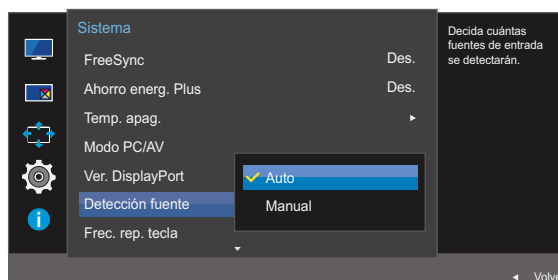 Sistema
FreeSync Des.
Ahorro energ. Plus Des.
Temp. apag.
Modo PC/AV
Ver. DisplayPort
Auto
Detección fuente
Manual
Frec. rep. tecla
Decida cuántas
fuentes de entrada
se detectarán.